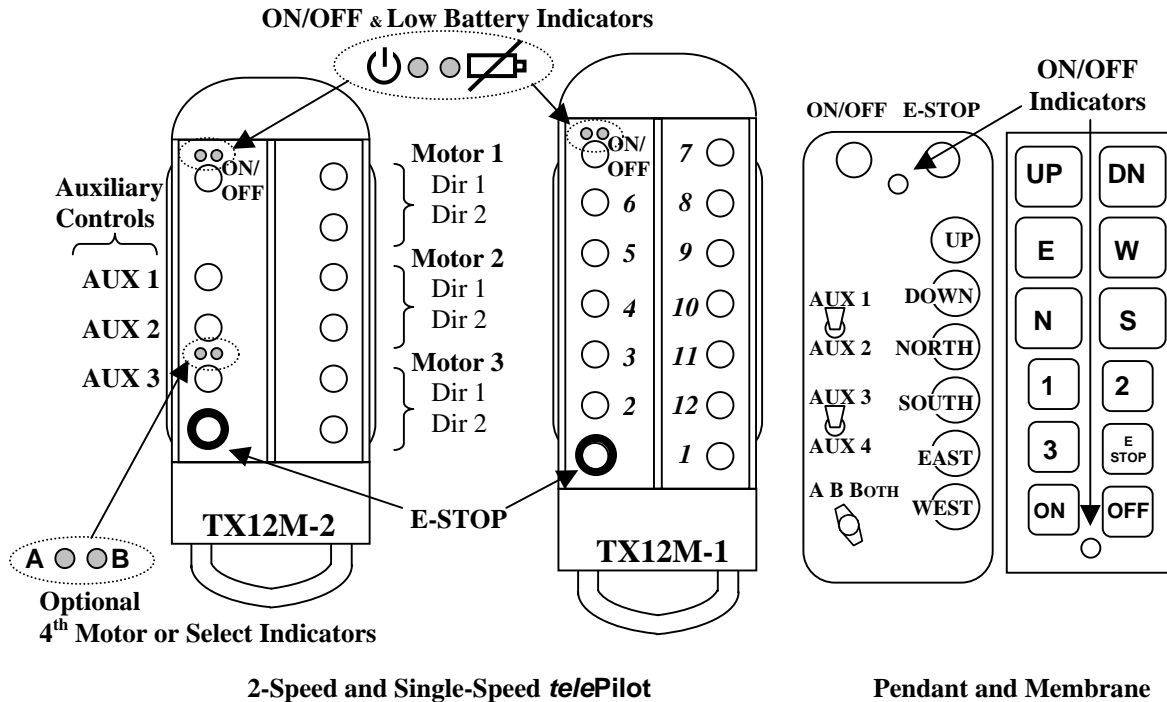 ON/OFF & Low Battery Indicators
ON/
OFF
Auxiliary
Controls
AUX 1
AUX 2
AUX 3
Motor 1
Dir 1
Dir 2
Motor 2
Dir 1
Dir 2
Motor 3
Dir 1
Dir 2
TX12M-2
E-STOP
A B
Optional
4th Motor or Select Indicators
ON/
OFF
7
6 8
5 9
4 10
3 11
2 12
1
TX12M-1
ON/OFF
Indicators
ON/OFF E-STOP
UP
DOWN
NORTH
SOUTH
EAST
WEST
AUX 1
AUX 2
AUX 3
AUX 4
A B BOTH
UP DN
E W
N S
1 2
3 E
STOP
ON OFF
2-Speed and Single-Speed telePilot
Pendant and Membrane